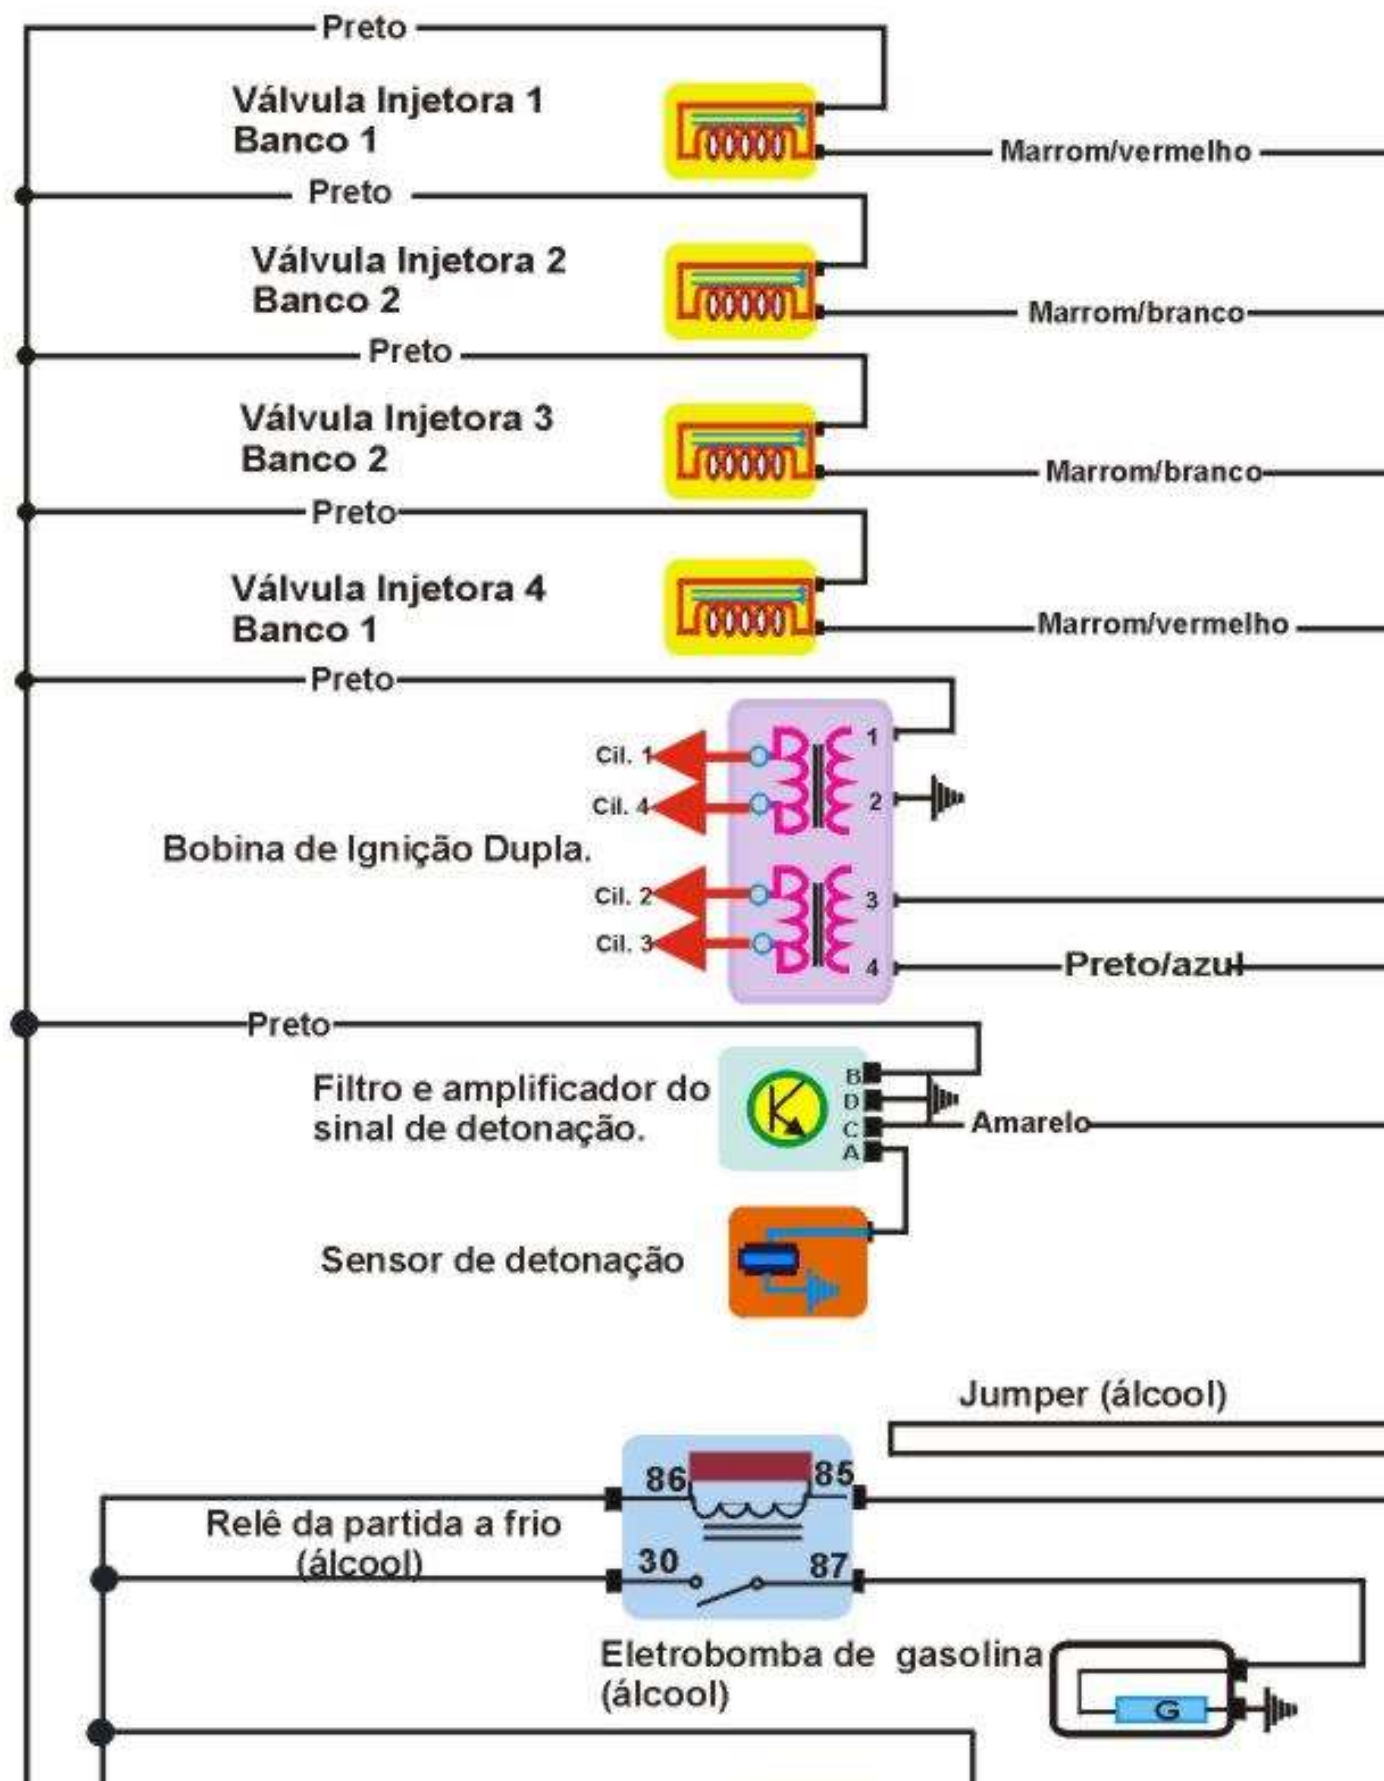 Preto
Válvula Injetora 1
Banco 1
Marrom/vermelho
Preto
Válvula Injetora 2
Banco 2
Marrom/branco
Preto
Válvula Injetora 3
Banco 2
Marrom/branco
Preto
Válvula Injetora 4
Banco 1
Marrom/vermelho
Preto
1
Cil. 1
2
Cil. 4
Bobina de Ignição Dupla.
Cil. 2
3
Cil. 3
4
Preto/azul
Preto
B
Filtro e amplificador do
D
sinal de detonação.
C
Amarelo
A
Sensor de detonação
Jumper (álcool)
86
85
Relê da partida a frio
(álcool)
30
87
Eletrobomba de gasolina
(álcool)
G